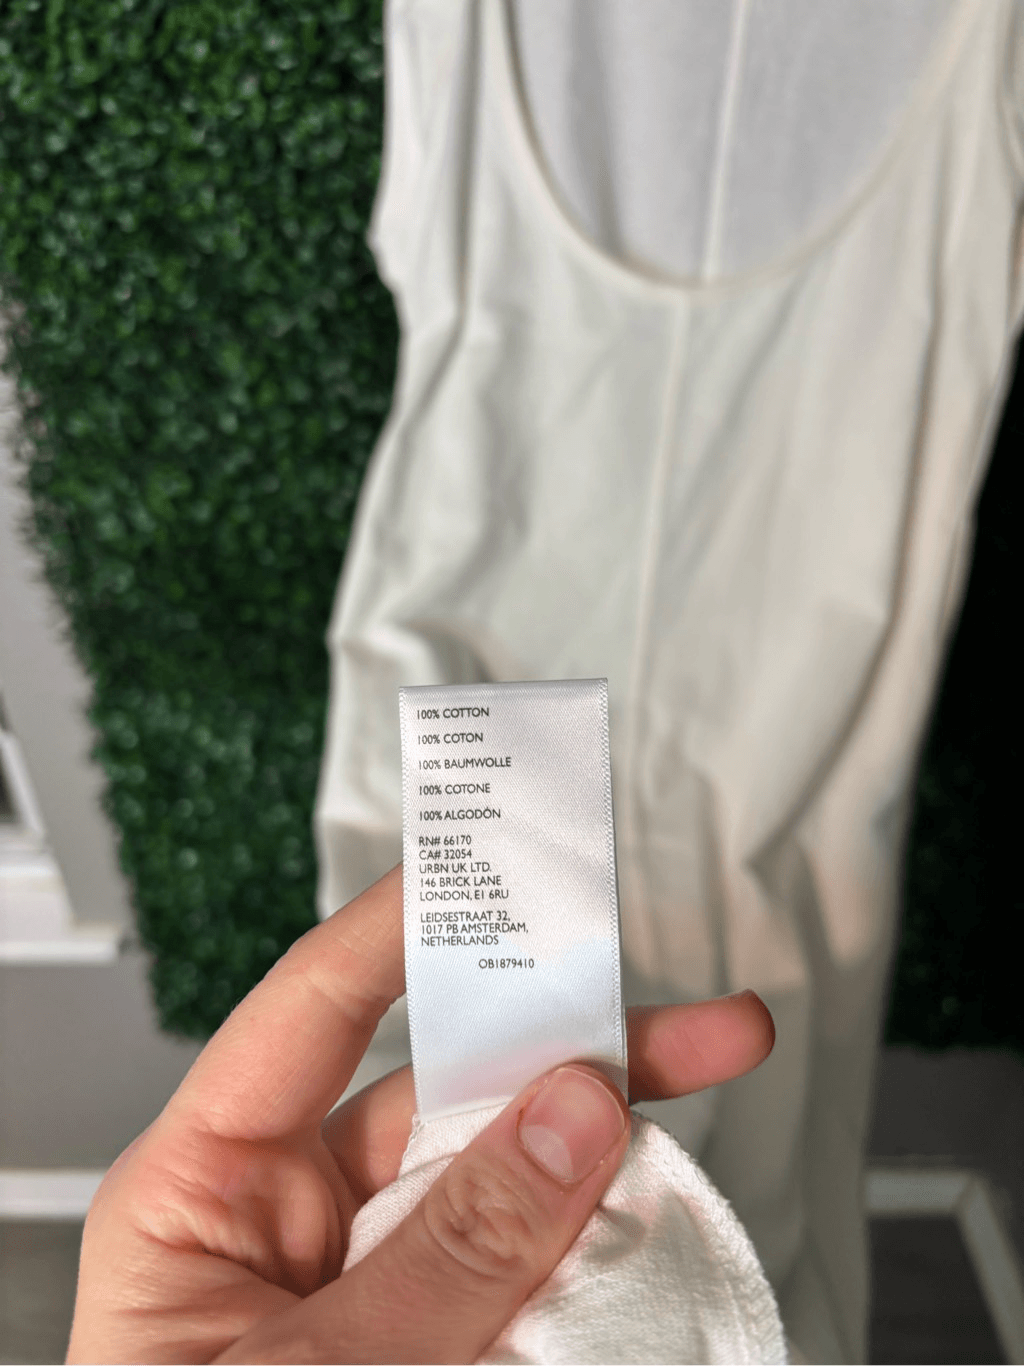 100% COTTON
100% COTON
100% BAUMWOLLE
100% COTONE
100% ALGODÓN
RN# 66170
CA# 32054
URBN UK LTD.
146 BRICK LANE
LONDON, E1 6RU
LEIDSESTRAAT 32,
1017 PB AMSTERDAM,
NETHERLANDS
OB1879410